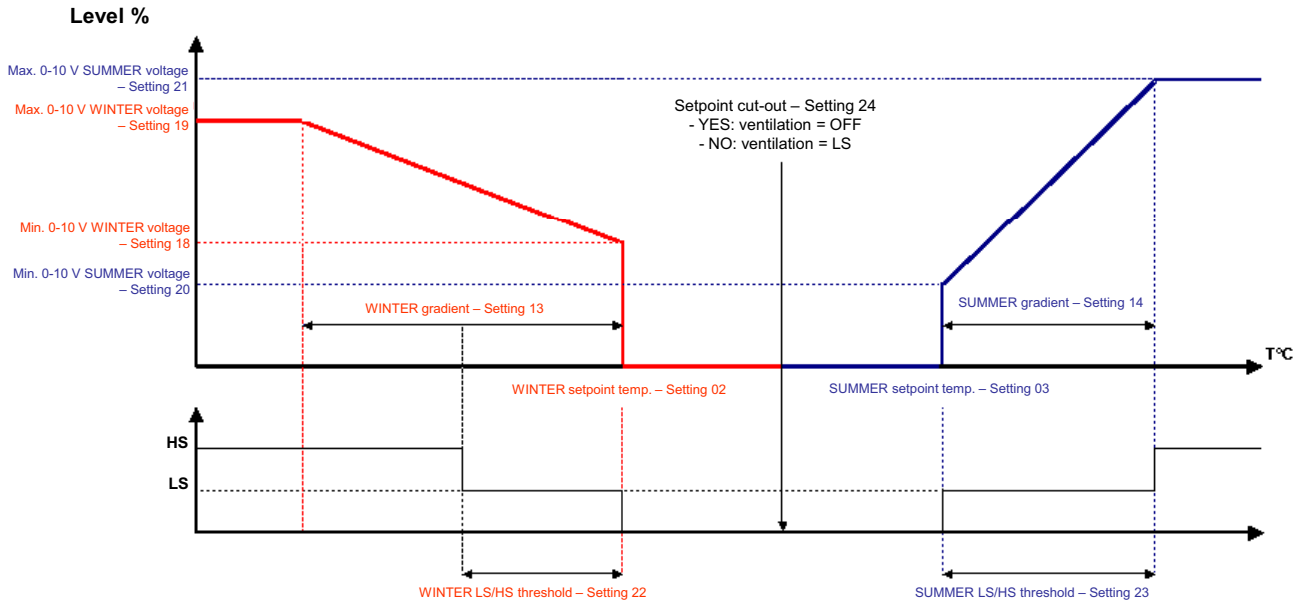 Level %
Max. 0-10 V SUMMER voltage
– Setting 21
Max. 0-10 V WINTER voltage
– Setting 19
Setpoint cut-out – Setting 24
- YES: ventilation = OFF
- NO: ventilation = LS
Min. 0-10 V WINTER voltage
– Setting 18
Min. 0-10 V SUMMER voltage
– Setting 20
WINTER gradient – Setting 13
SUMMER gradient – Setting 14
T°C
WINTER setpoint temp. – Setting 02
SUMMER setpoint temp. – Setting 03
HS
LS
WINTER LS/HS threshold – Setting 22
SUMMER LS/HS threshold – Setting 23